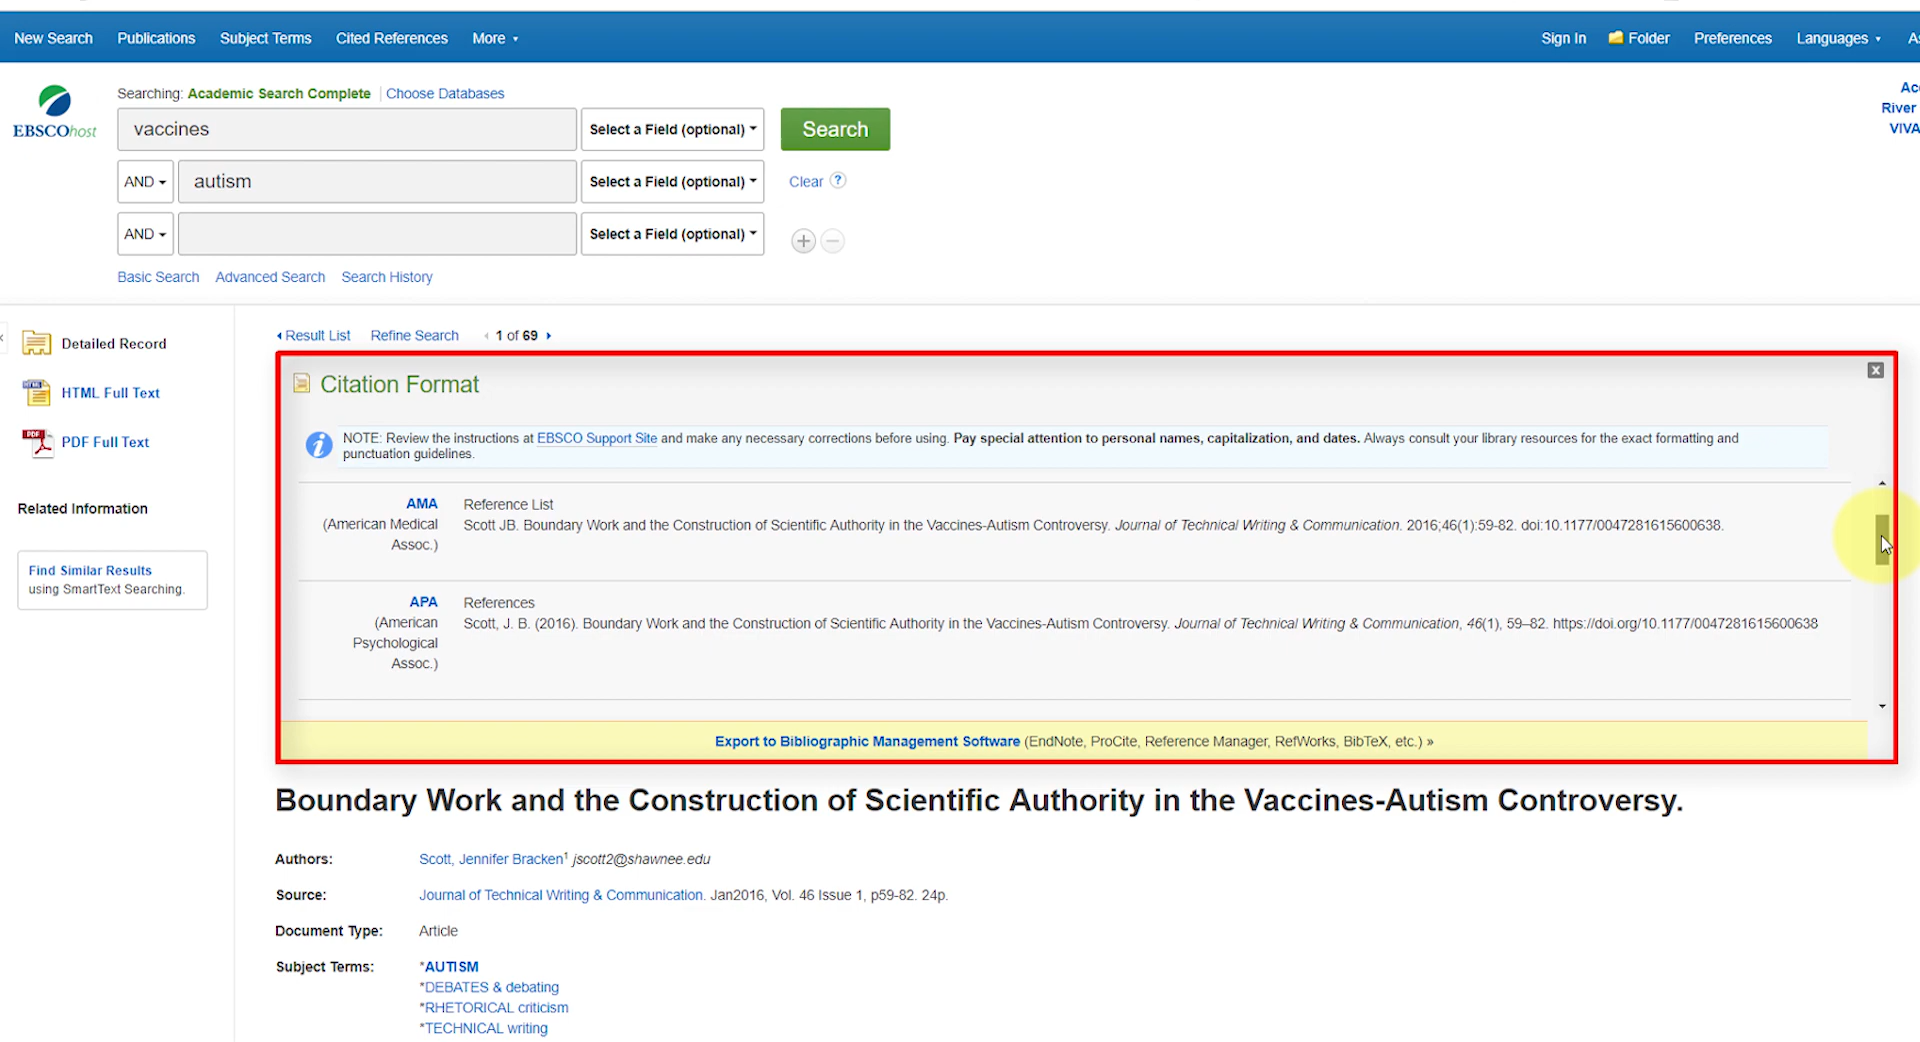 New Search Publications Subject Terms Cited References More Sign In Folder Preferences Languages
Searching: Academic Search Complete Choose Databases
EBSCOhost
River
VIVA
vaccines Select a Field (optional) Search
AND autism Select a Field (optional) Clear ?
AND Select a Field (optional)
Basic Search Advanced Search Search History
Detailed Record
HTML Full Text
PDF Full Text
Related Information
Find Similar Results
using SmartText Searching.
Result List Refine Search 1 of 69
Citation Format
NOTE: Review the instructions at EBSCO Support Site and make any necessary corrections before using. Pay special attention to personal names, capitalization, and dates. Always consult your library resources for the exact formatting and
punctuation guidelines.
AMA
(American Medical
Assoc.)
Reference List
Scott JB. Boundary Work and the Construction of Scientific Authority in the Vaccines-Autism Controversy. Journal of Technical Writing & Communication. 2016;46(1):59-82. doi:10.1177/0047281615600638.
APA
(American
Psychological
Assoc.)
References
Scott, J. B. (2016). Boundary Work and the Construction of Scientific Authority in the Vaccines-Autism Controversy. Journal of Technical Writing & Communication, 46(1), 59–82. https://doi.org/10.1177/0047281615600638
Export to Bibliographic Management Software (EndNote, ProCite, Reference Manager, RefWorks, BibTeX, etc.) »
Boundary Work and the Construction of Scientific Authority in the Vaccines-Autism Controversy.
Authors: Scott, Jennifer Bracken1 jscott2@shawnee.edu
Source: Journal of Technical Writing & Communication. Jan2016, Vol. 46 Issue 1, p59-82. 24p.
Document Type: Article
Subject Terms: *AUTISM
*DEBATES & debating
*RHETORICAL criticism
*TECHNICAL writing